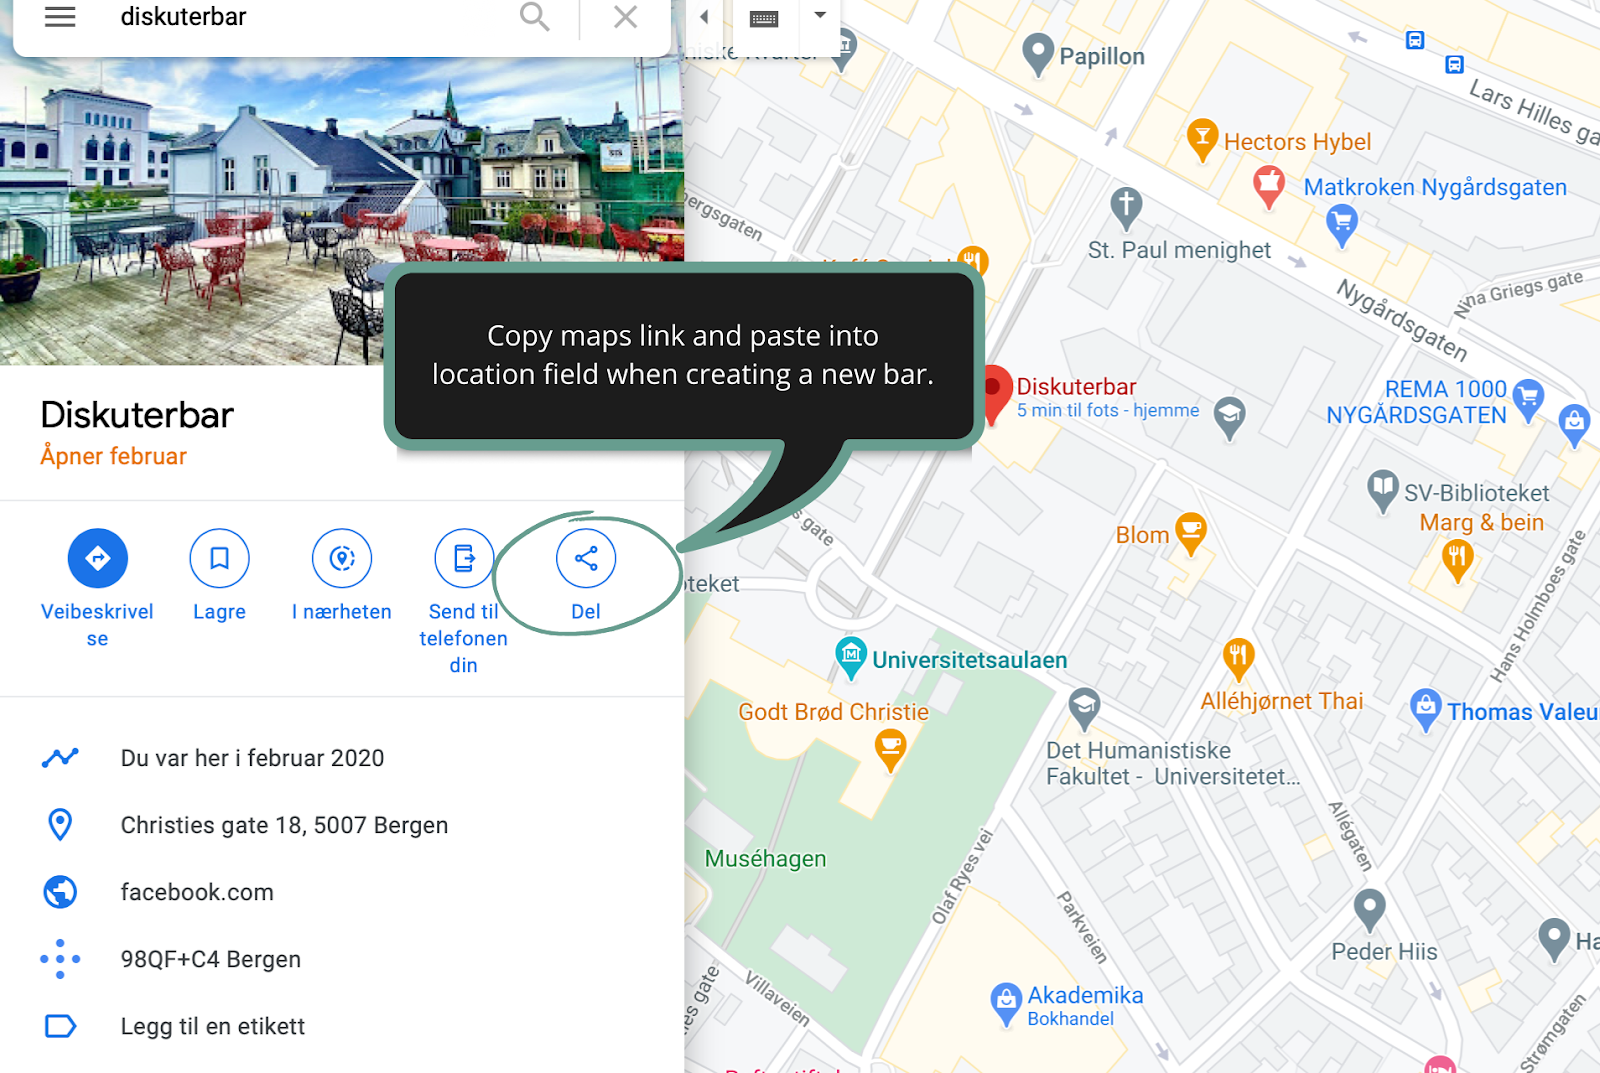 diskuterbar
Copy maps link and paste into
location field when creating a new bar.
Diskuterbar
Åpner februar
Veibeskrivel
se
Lagre
I nærheten
Send til
telefonen
din
Del
Du var her i februar 2020
Christies gate 18, 5007 Bergen
facebook.com
98QF+C4 Bergen
Legg til en etikett
Papillon
Lars Hilles ga
Hectors Hybel
Matkroken Nygårdsgaten
St. Paul menighet
Nygårdsgaten
Nina Griegs gate
Diskuterbar
5 min til fots - hjemme
REMA 1000
NYGÅRDSGATEN
SV-Biblioteket
Marg & bein
Blom
s gate
teket
Hans Holmboes gate
Universitetsaulaen
Alléhjørnet Thai
Godt Brød Christie
Thomas Valeu
Det Humanistiske
Fakultet - Universitetet...
Allégaten
Muséhagen
Olaf Ryes vei
Parkveien
Peder Hiis
Ha
Villaveien
es gate
Akademika
Bokhandel
Strømgaten